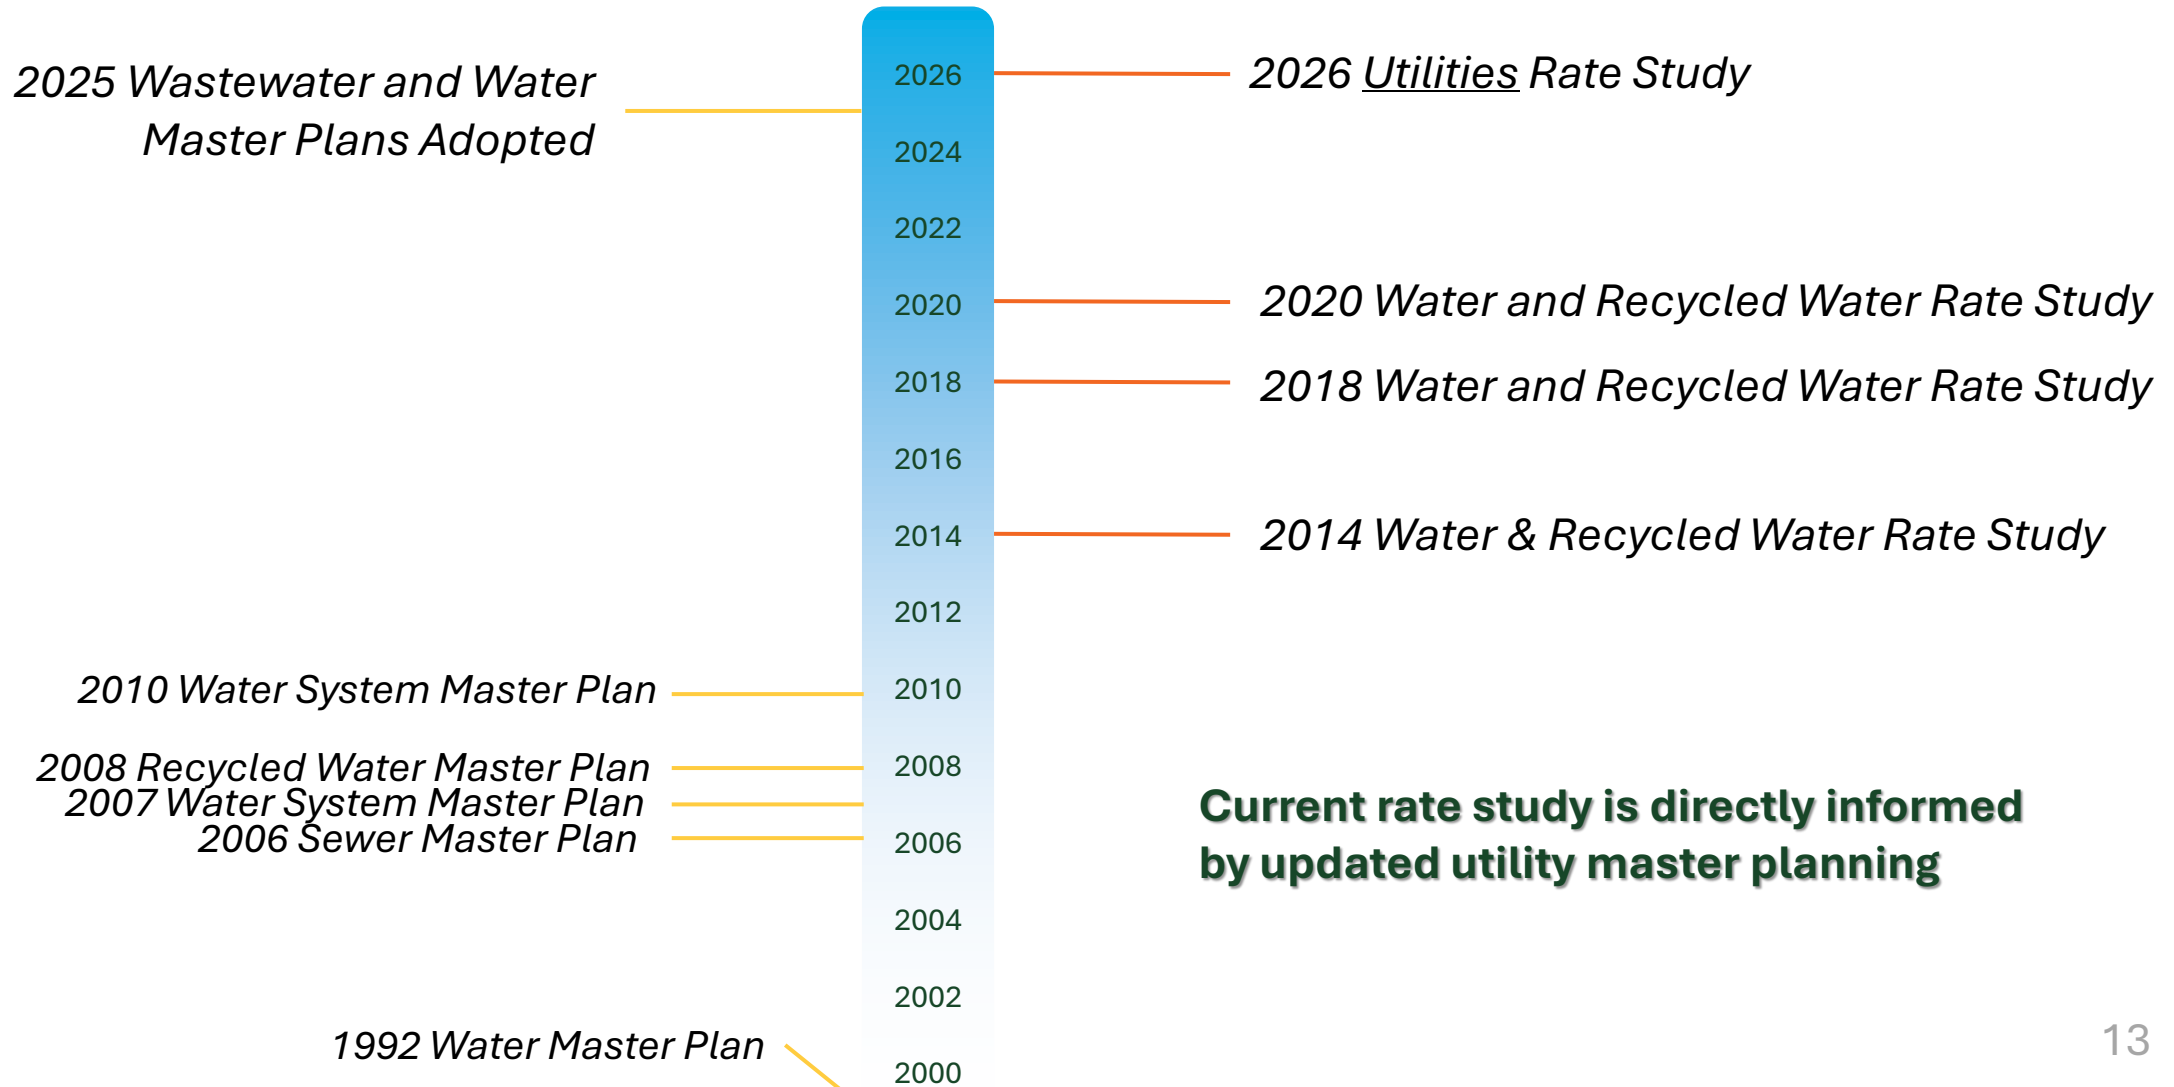 2025 Wastewater and Water
Master Plans Adopted
2010 Water System Master Plan
2008 Recycled Water Master Plan
2007 Water System Master Plan
2006 Sewer Master Plan
1992 Water Master Plan
2026
2024
2022
2020
2018
2016
2014
2012
2010
2008
2006
2004
2002
2000
2026 Utilities Rate Study
2020 Water and Recycled Water Rate Study
2018 Water and Recycled Water Rate Study
2014 Water & Recycled Water Rate Study
Current rate study is directly informed
by updated utility master planning
13